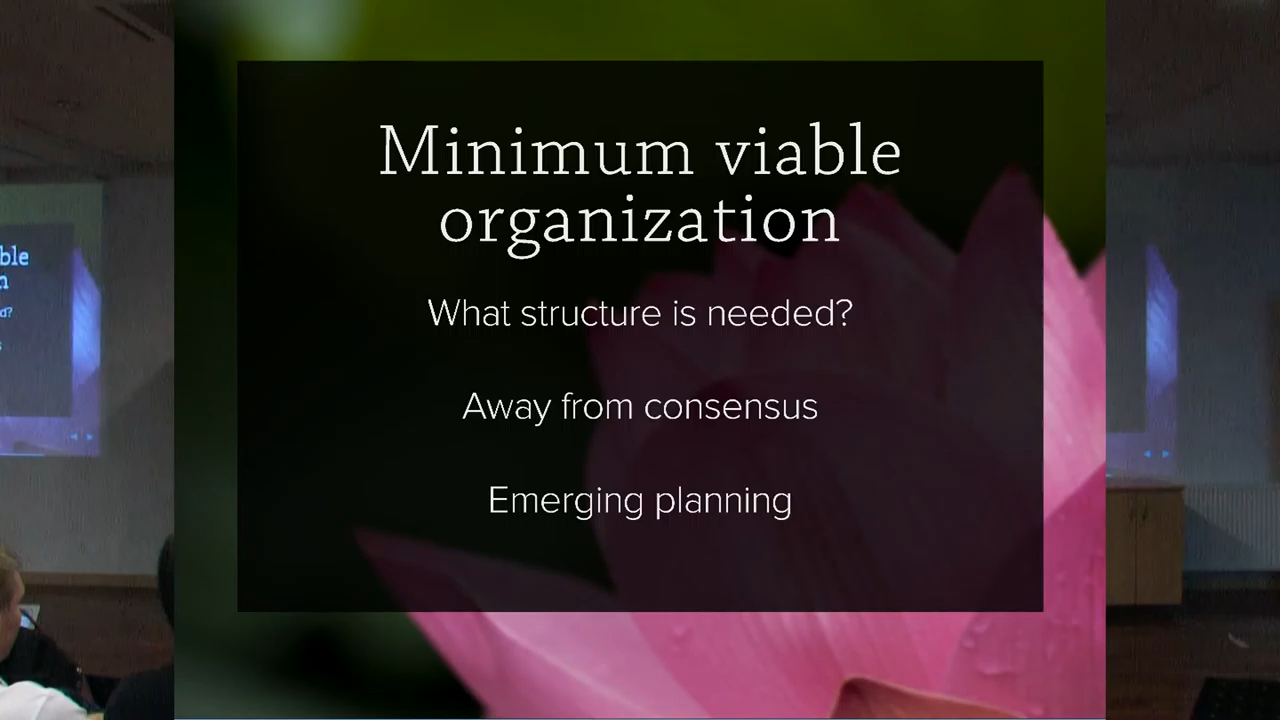 Minimum viable
organization
What structure is needed?
Away from consensus
Emerging planning